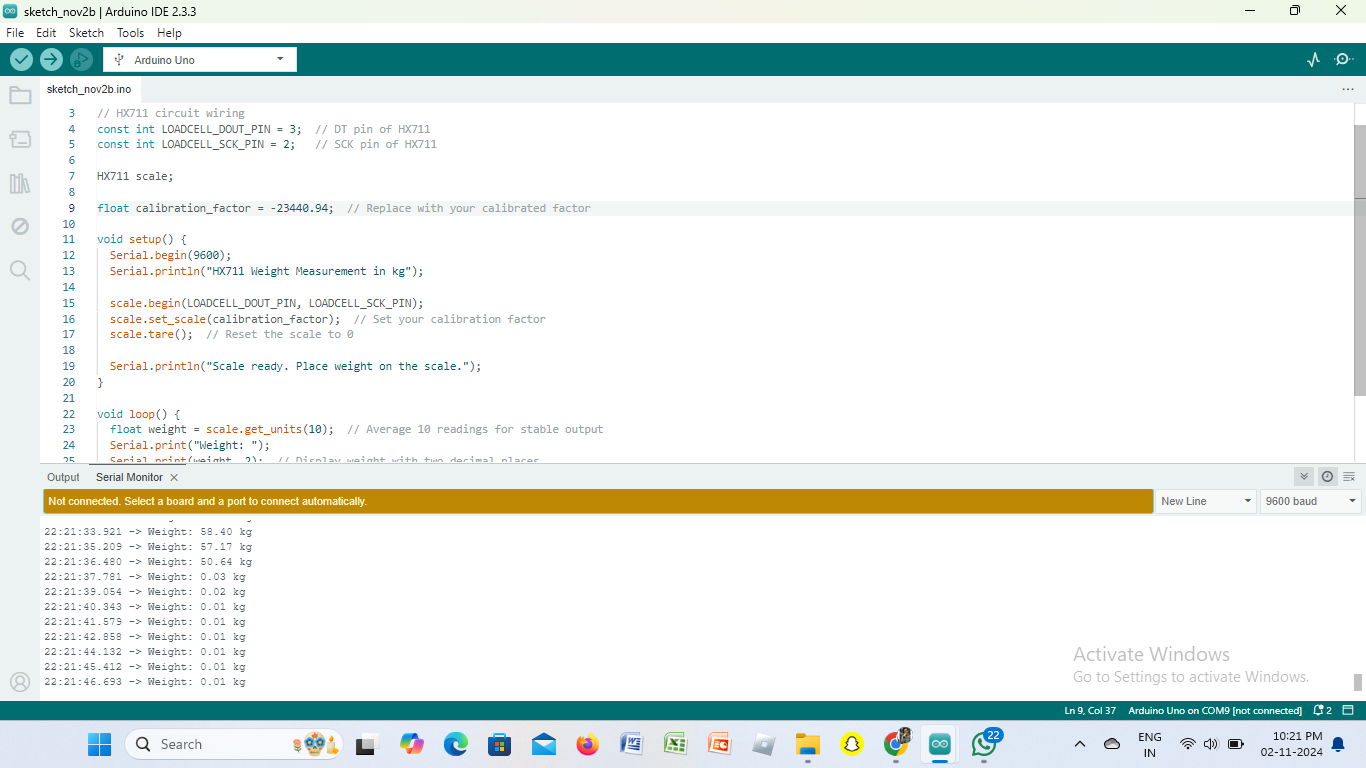 sketch_nov2b | Arduino IDE 2.3.3
File Edit Sketch Tools Help
Arduino Uno
sketch_nov2b.ino
3 // HX711 circuit wiring
4 const int LOADCELL_DOUT_PIN = 3; // DT pin of HX711
5 const int LOADCELL_SCK_PIN = 2; // SCK pin of HX711
6
7 HX711 scale;
8
9 float calibration_factor = -23440.94; // Replace with your calibrated factor
10
11 void setup() {
12 Serial.begin(9600);
13 Serial.println("HX711 Weight Measurement in kg");
14
15 scale.begin(LOADCELL_DOUT_PIN, LOADCELL_SCK_PIN);
16 scale.set_scale(calibration_factor); // Set your calibration factor
17 scale.tare(); // Reset the scale to 0
18
19 Serial.println("Scale ready. Place weight on the scale.");
20 }
21
22 void loop() {
23 float weight = scale.get_units(10); // Average 10 readings for stable output
24 Serial.print("Weight: ");
25 Serial.print(weight, 2); // Display weight with two decimal places
Output Serial Monitor
Not connected. Select a board and a port to connect automatically.
New Line
9600 baud
22:21:33.921 -> Weight: 58.40 kg
22:21:35.209 -> Weight: 57.17 kg
22:21:36.480 -> Weight: 50.64 kg
22:21:37.781 -> Weight: 0.03 kg
22:21:39.054 -> Weight: 0.02 kg
22:21:40.343 -> Weight: 0.01 kg
22:21:41.579 -> Weight: 0.01 kg
22:21:42.858 -> Weight: 0.01 kg
22:21:44.132 -> Weight: 0.01 kg
22:21:45.412 -> Weight: 0.01 kg
22:21:46.693 -> Weight: 0.01 kg
Activate Windows
Go to Settings to activate Windows.
Ln 9, Col 37 Arduino Uno on COM9 [not connected] 2
Search
22
ENG
IN
10:21 PM
02-11-2024